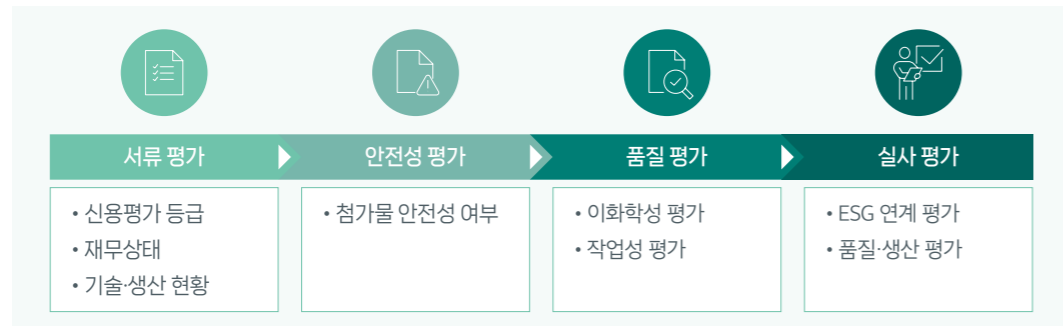 서류 평가
• 신용평가 등급
• 재무상태
• 기술·생산 현황
안전성 평가
• 첨가물 안전성 여부
품질 평가
• 이화학성 평가
• 작업성 평가
실사 평가
• ESG 연계 평가
• 품질·생산 평가